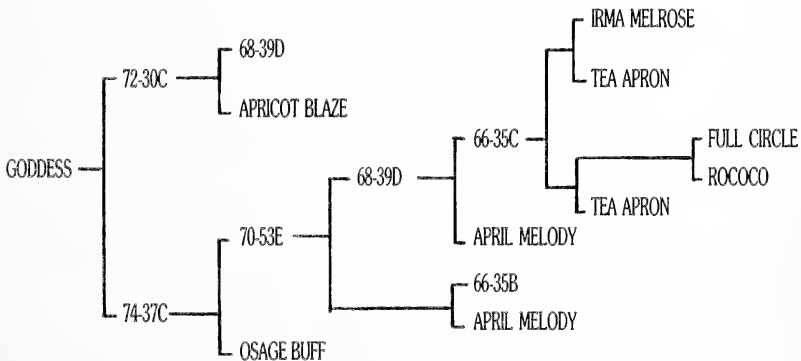 IRMA MELROSE
68-39D
72-30C
TEA APRON
APRICOT BLAZE
66-35C
FULL CIRCLE
GODDESS
68-39D
ROCOCO
TEA APRON
70-53E
APRIL MELODY
66-35B
74-37C
APRIL MELODY
OSAGE BUFF